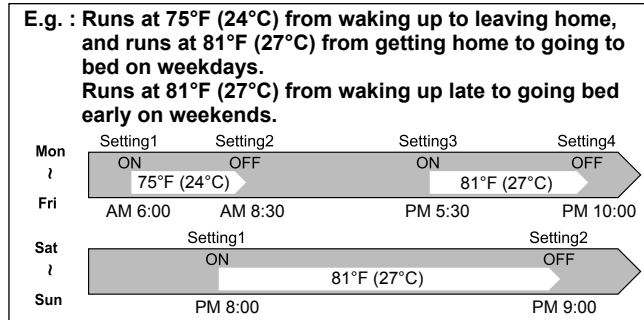 E.g. : Runs at 75°F (24°C) from waking up to leaving home,
and runs at 81°F (27°C) from getting home to going to
bed on weekdays.
Runs at 81°F (27°C) from waking up late to going bed
early on weekends.
Setting1 Setting2 Setting3 Setting4
Mon
ON OFF ON OFF
~
75°F (24°C) 81°F (27°C)
Fri
AM 6:00 AM 8:30 PM 5:30 PM 10:00
Setting1 Setting2
Sat
ON OFF
~
81°F (27°C)
Sun
PM 8:00 PM 9:00